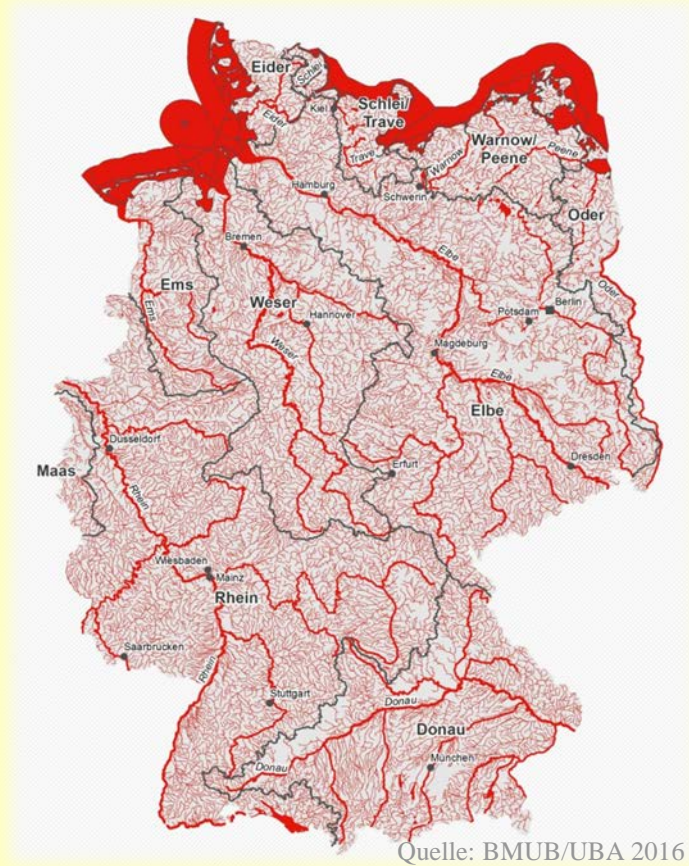 Eider
Schlei
Kiel
Eider
Schlei/
Trave
Trave
Warnow/
Peene
Warnow
Peene
Schwerin
Hamburg
Oder
Bremen
Elbe
Ems
Ems
Weser
Hannover
Weser
Potsdam
Berlin
Oder
Magdeburg
Elbe
Elbe
Düsseldorf
Maas
Rhein
Erfurt
Dresden
Wiesbaden
Mainz
Rhein
Saarbrücken
Rhein
Stuttgart
Donau
Donau
München
Donau
Quelle: BMUB/UBA 2016